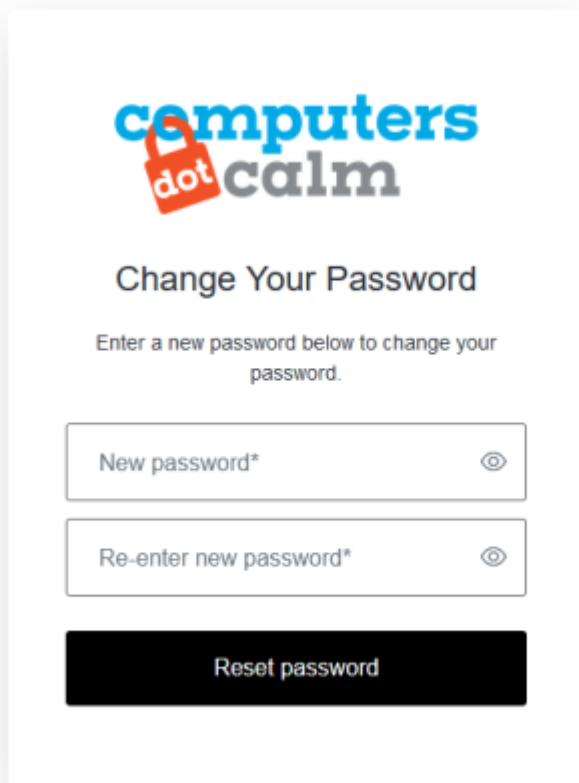 computers
dot calm
Change Your Password
Enter a new password below to change your
password.
New password*
Re-enter new password*
Reset password